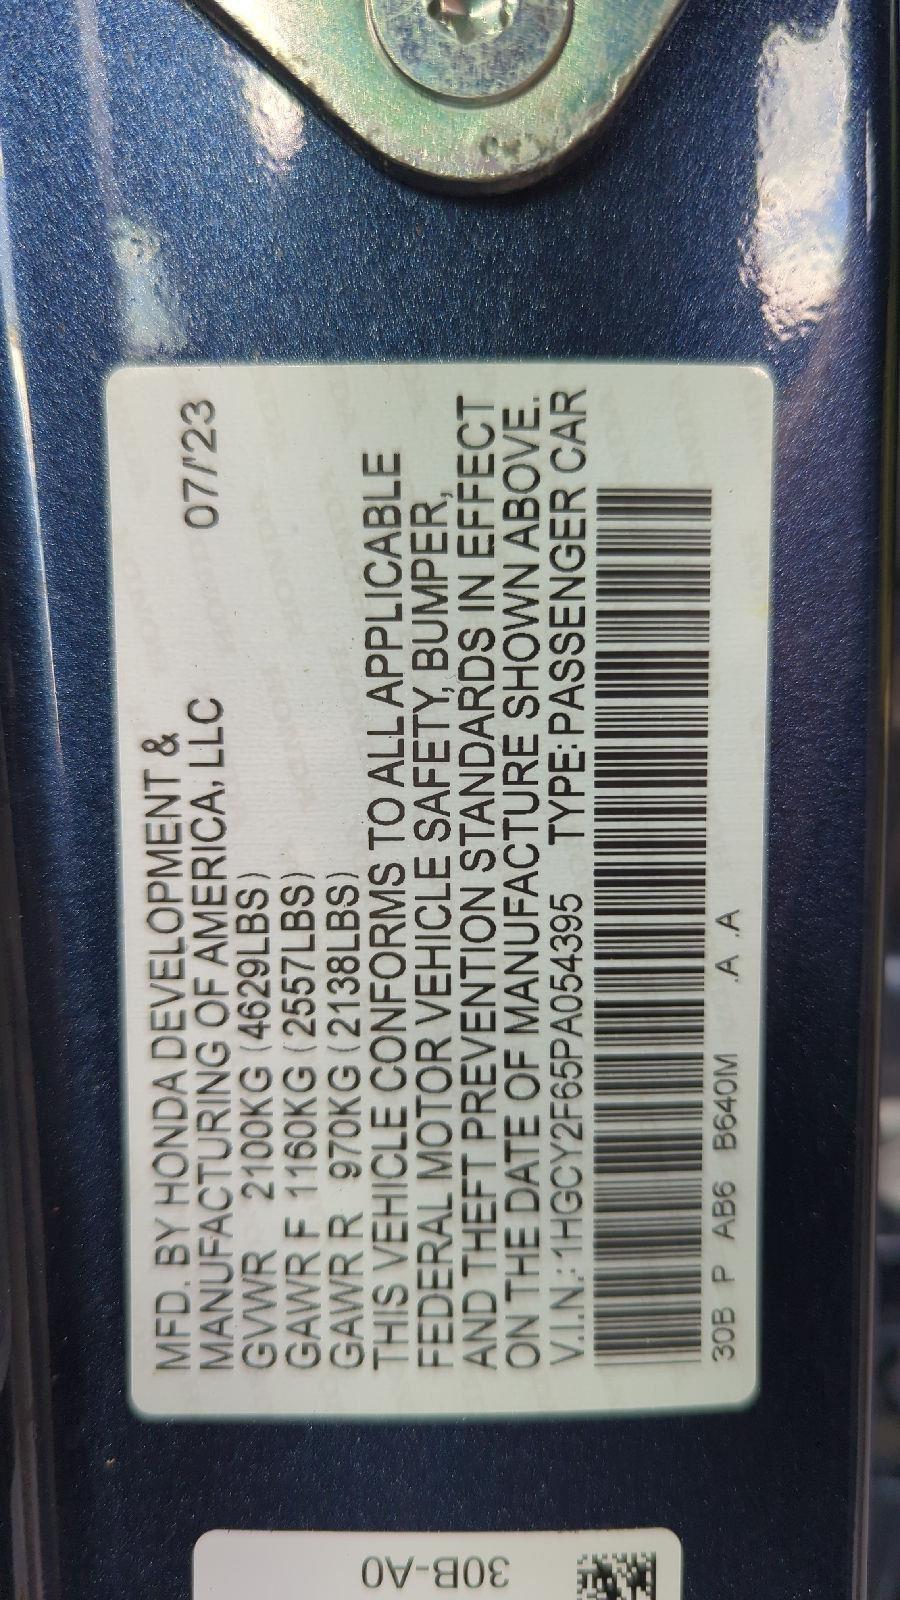 MFD. BY HONDA DEVELOPMENT &
MANUFACTURING OF AMERICA, LLC 07/'23
GVWR 2100KG (4629LBS)
GAWR F 1160KG (2557LBS)
GAWR R 970KG (2138LBS)
THIS VEHICLE CONFORMS TO ALL APPLICABLE
FEDERAL MOTOR VEHICLE SAFETY, BUMPER,
AND THEFT PREVENTION STANDARDS IN EFFECT
ON THE DATE OF MANUFACTURE SHOWN ABOVE.
V.I.N.: 1HGCY2F65PA054395 TYPE: PASSENGER CAR
30B P AB6 B640M .A .A
30B-A0